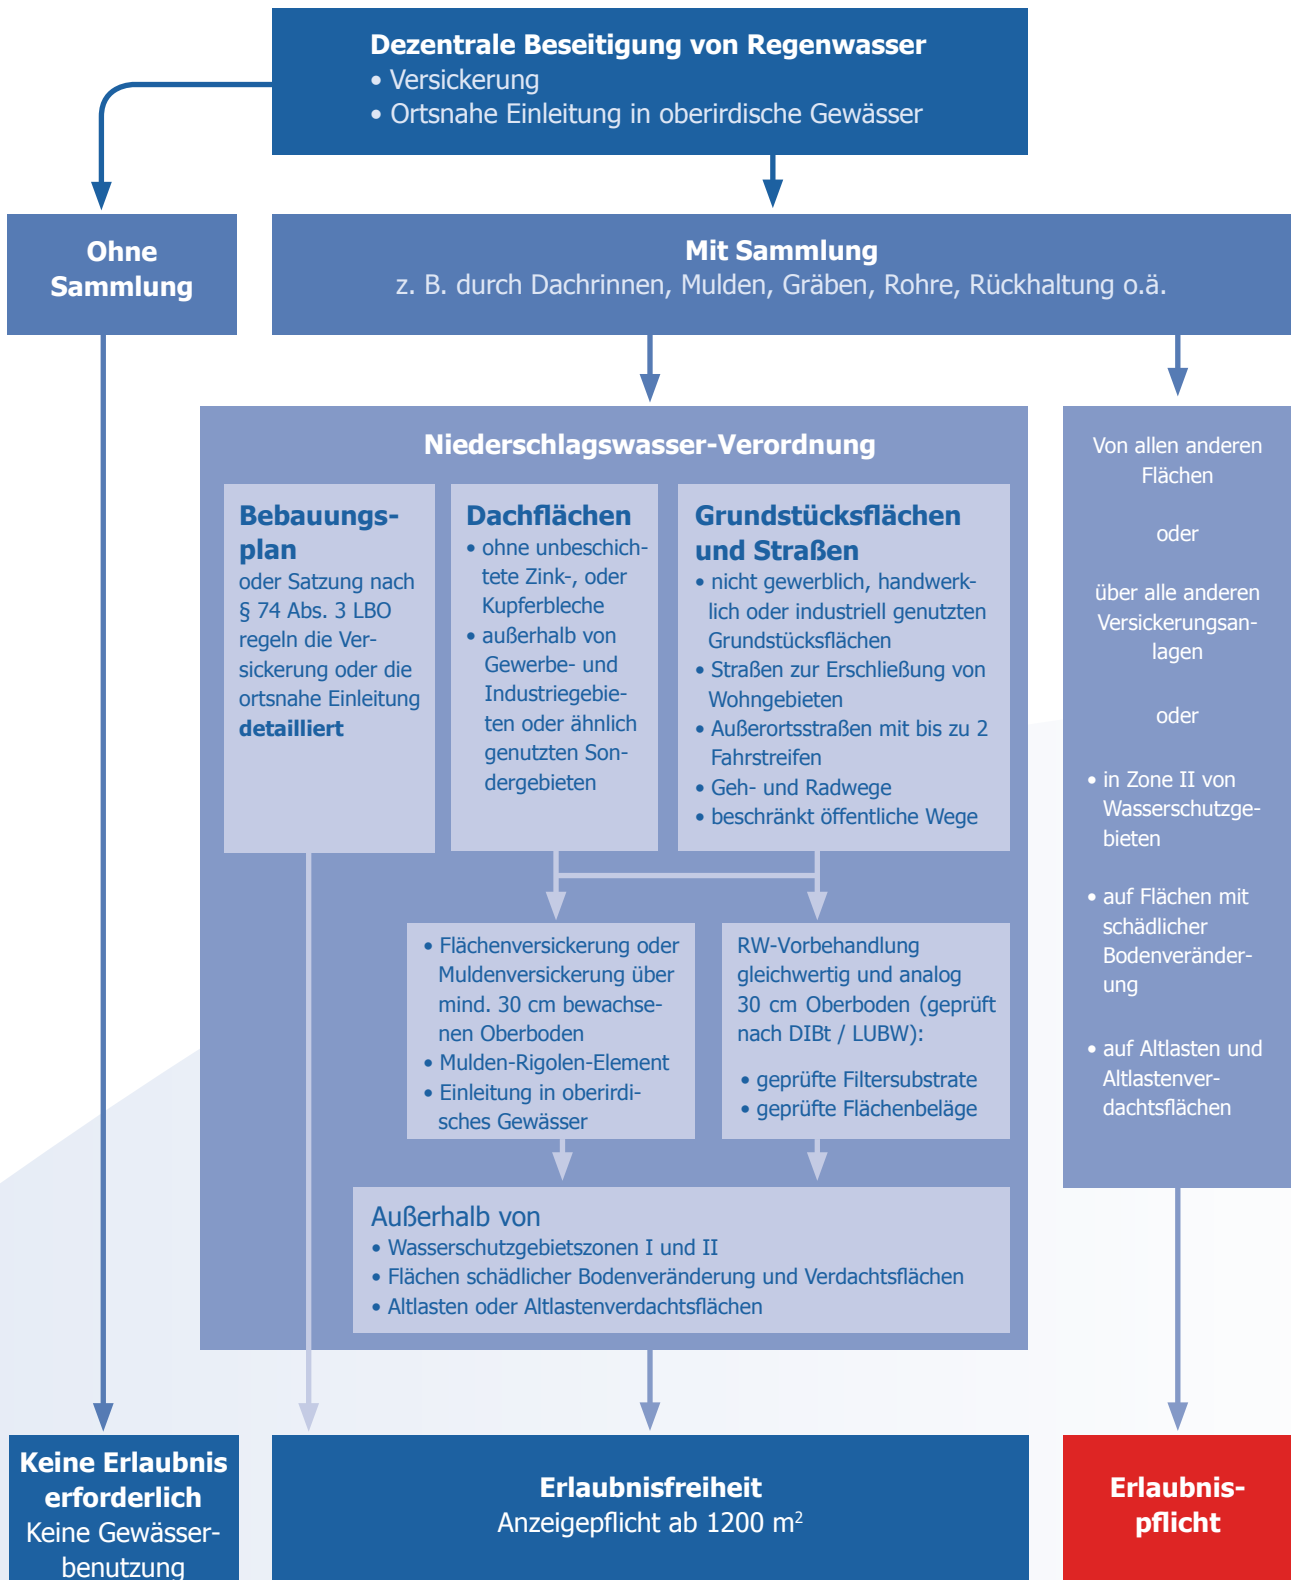 Dezentrale Beseitigung von Regenwasser
• Versickerung
• Ortsnahe Einleitung in oberirdische Gewässer
Ohne
Sammlung
Mit Sammlung
z. B. durch Dachrinnen, Mulden, Gräben, Rohre, Rückhaltung o.ä.
Niederschlagswasser-Verordnung
Bebauungs-
plan
oder Satzung nach
§ 74 Abs. 3 LBO
regeln die Ver-
sickerung oder die
ortsnahe Einleitung
detailliert
Dachflächen
• ohne unbeschich-
tete Zink-, oder
Kupferbleche
• außerhalb von
Gewerbe- und
Industriegebie-
ten oder ähnlich
genutzten Son-
dergebieten
Grundstücksflächen
und Straßen
• nicht gewerblich, handwerk-
lich oder industriell genutzten
Grundstücksflächen
• Straßen zur Erschließung von
Wohngebieten
• Außerortsstraßen mit bis zu 2
Fahrstreifen
• Geh- und Radwege
• beschränkt öffentliche Wege
• Flächenversickerung oder
Muldenversickerung über
mind. 30 cm bewachse-
nen Oberboden
• Mulden-Rigolen-Element
• Einleitung in oberirdi-
sches Gewässer
RW-Vorbehandlung
gleichwertig und analog
30 cm Oberboden (geprüft
nach DIBt / LUBW):
• geprüfte Filtersubstrate
• geprüfte Flächenbeläge
Außerhalb von
• Wasserschutzgebietszonen I und II
• Flächen schädlicher Bodenveränderung und Verdachtsflächen
• Altlasten oder Altlastenverdachtsflächen
Von allen anderen
Flächen
oder
über alle anderen
Versickerungsan-
lagen
oder
• in Zone II von
Wasserschutzge-
bieten
• auf Flächen mit
schädlicher
Bodenveränder-
ung
• auf Altlasten und
Altlastenver-
dachtsflächen
Keine Erlaubnis
erforderlich
Keine Gewässer-
benutzung
Erlaubnisfreiheit
Anzeigepflicht ab 1200 m²
Erlaubnis-
pflicht